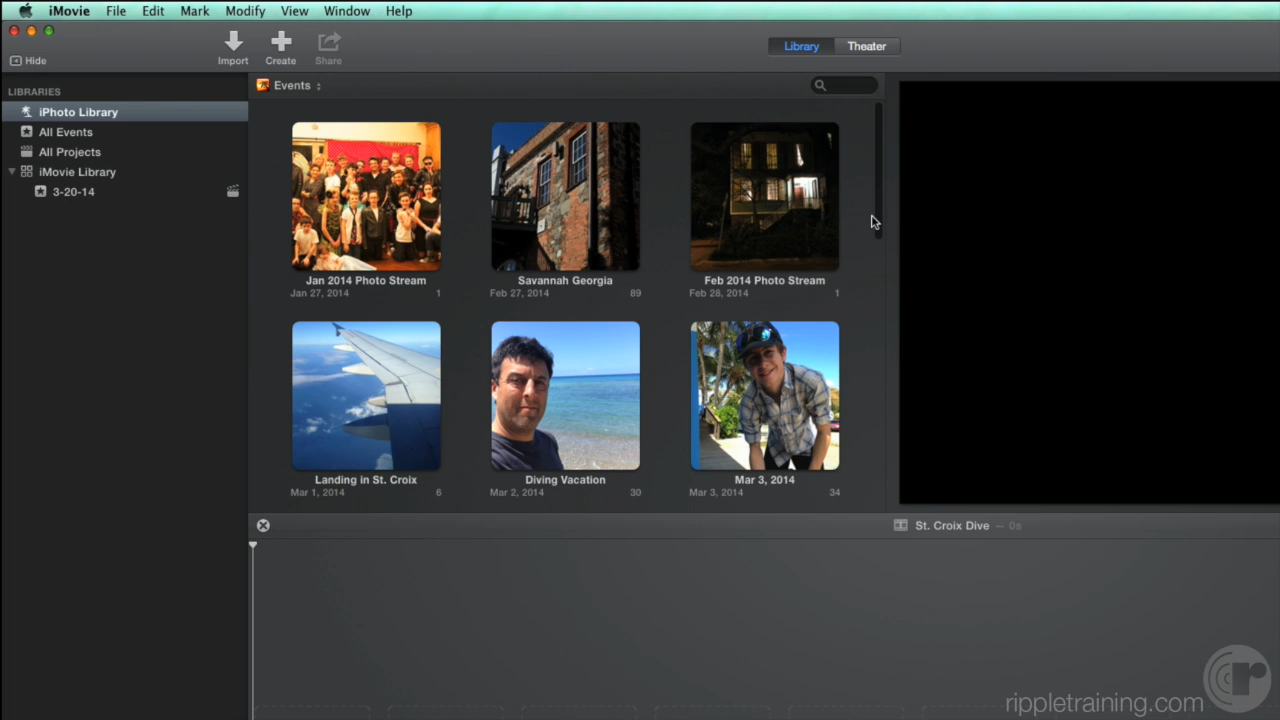 iMovie File Edit Mark Modify View Window Help
Hide Import Create Share Library Theater
LIBRARIES
iPhoto Library
All Events
All Projects
iMovie Library
3-20-14
Events
Jan 2014 Photo Stream Savannah Georgia Feb 2014 Photo Stream
Jan 27, 2014 1 Feb 27, 2014 89 Feb 28, 2014 1
Landing in St. Croix Diving Vacation Mar 3, 2014
Mar 1, 2014 6 Mar 2, 2014 30 Mar 3, 2014 34
St. Croix Dive – 0s
rippletraining.com